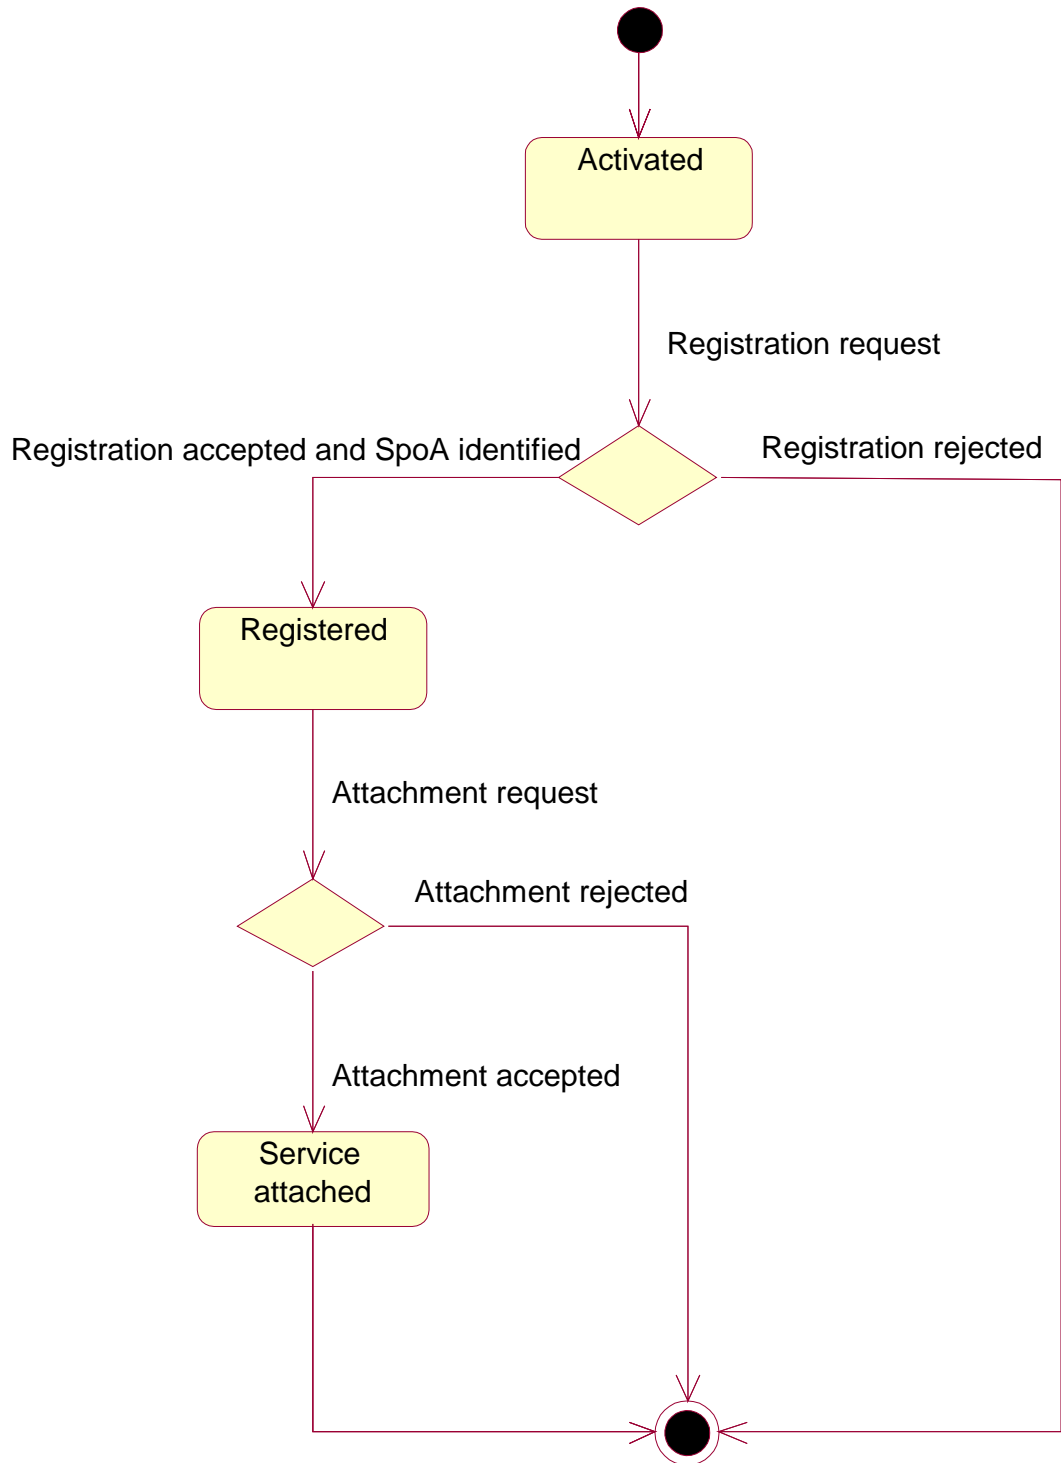 Activated
Registration request
Registration accepted and SpoA identified
Registration rejected
Registered
Attachment request
Attachment rejected
Attachment accepted
Service
attached